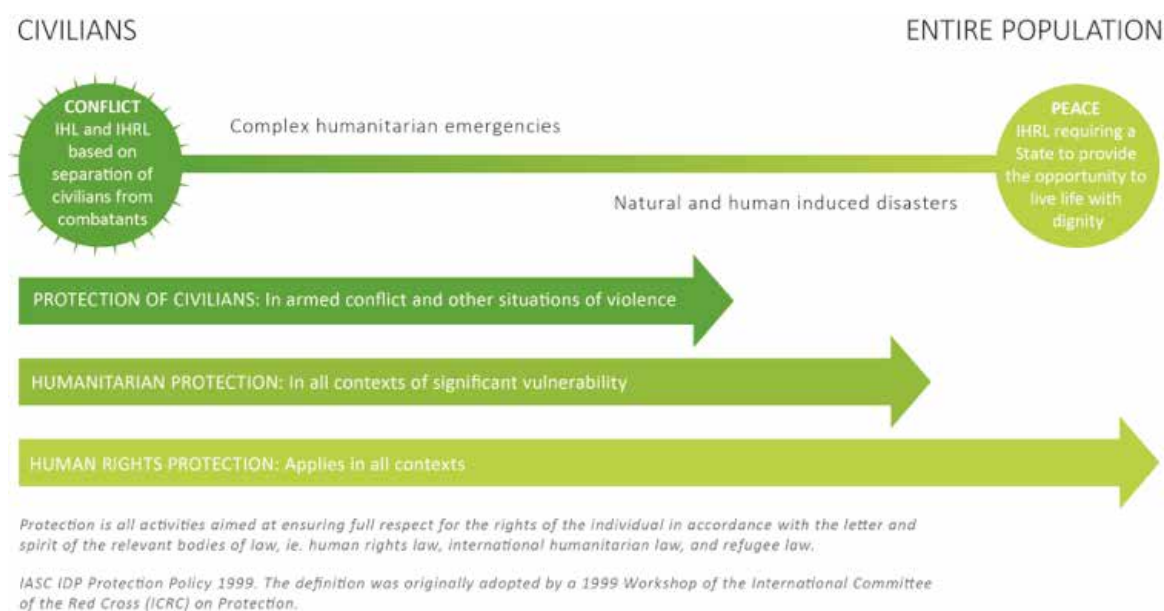 CIVILIANS
ENTIRE POPULATION
CONFLICT
IHL and IHRL
based on
separation of
civilians from
combatants
Complex humanitarian emergencies
Natural and human induced disasters
PEACE
IHRL requiring a
State to provide
the opportunity to
live life with
dignity
PROTECTION OF CIVILIANS: In armed conflict and other situations of violence
HUMANITARIAN PROTECTION: In all contexts of significant vulnerability
HUMAN RIGHTS PROTECTION: Applies in all contexts
Protection is all activities aimed at ensuring full respect for the rights of the individual in accordance with the letter and
spirit of the relevant bodies of law, ie. human rights law, international humanitarian law, and refugee law.
IASC IDP Protection Policy 1999. The definition was originally adopted by a 1999 Workshop of the International Committee
of the Red Cross (ICRC) on Protection.